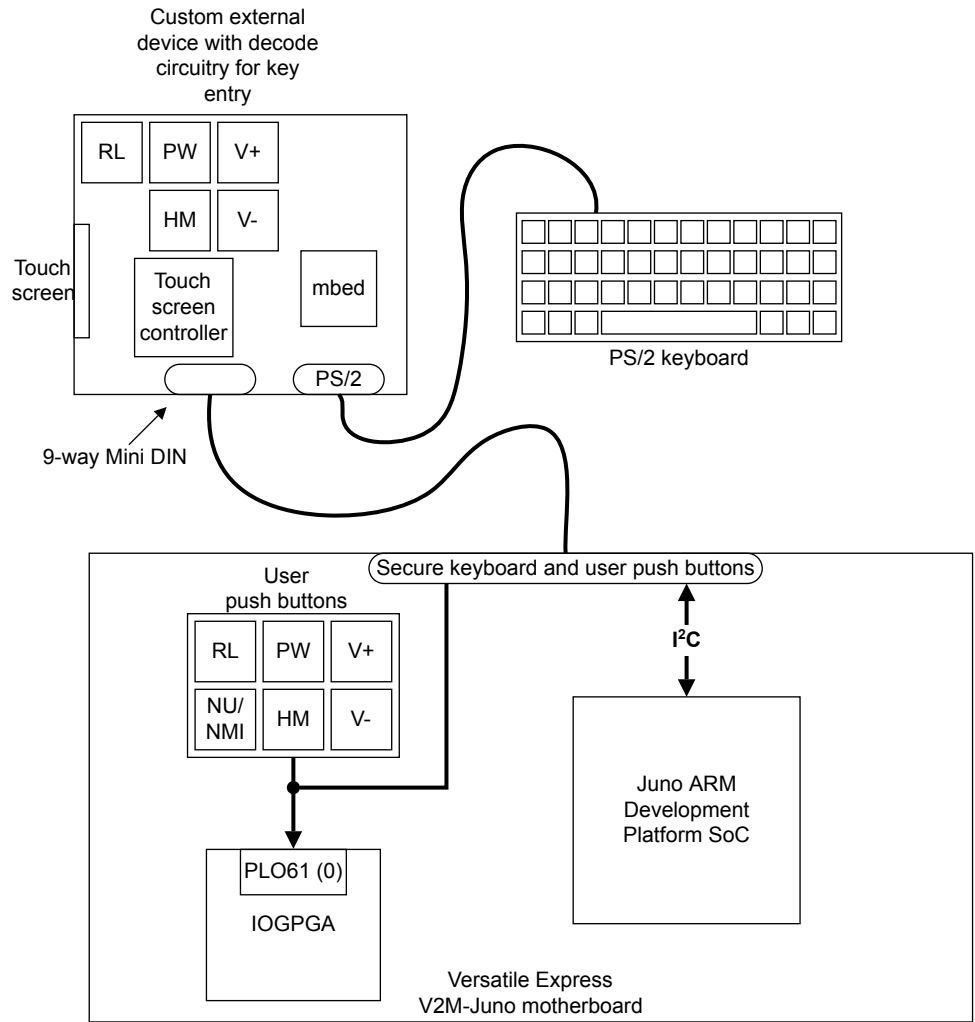 Custom external
device with decode
circuitry for key
entry
RL
PW
V+
HM
V-
Touch
screen
Touch
screen
controller
mbed
PS/2
9-way Mini DIN
PS/2 keyboard
Secure keyboard and user push buttons
User
push buttons
RL
PW
V+
NU/
NMI
HM
V-
I²C
Juno ARM
Development
Platform SoC
PLO61 (0)
IOGPGA
Versatile Express
V2M-Juno motherboard